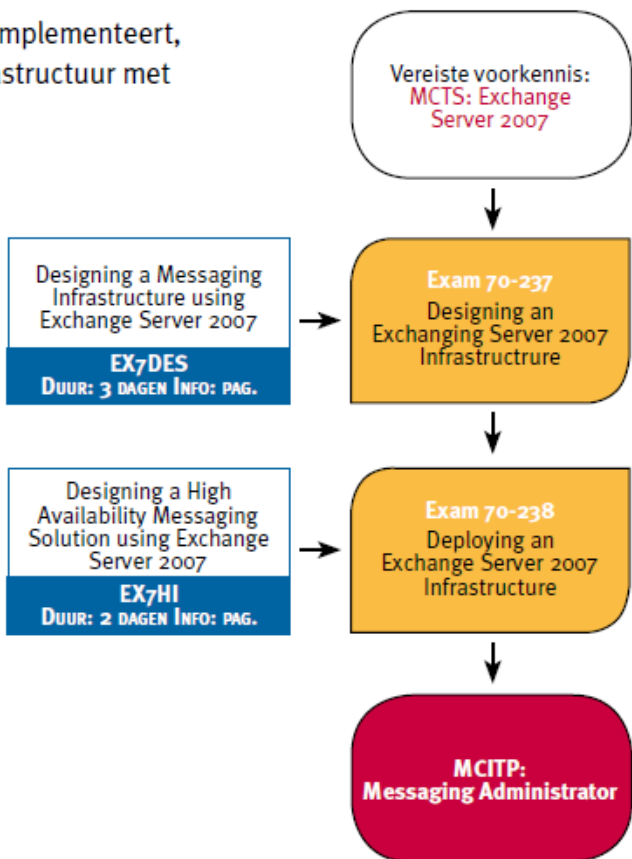 mplementeert,
astructuur met
Vereiste voorkennis:
MCTS: Exchange
Server 2007
Designing a Messaging
Infrastructure using
Exchange Server 2007
EX7DES
DUUR: 3 DAGEN INFO: PAG.
Exam 70-237
Designing an
Exchanging Server 2007
Infrastructrure
Designing a High
Availability Messaging
Solution using Exchange
Server 2007
EX7HI
DUUR: 2 DAGEN INFO: PAG.
Exam 70-238
Deploying an
Exchange Server 2007
Infrastructure
MCITP:
Messaging Administrator